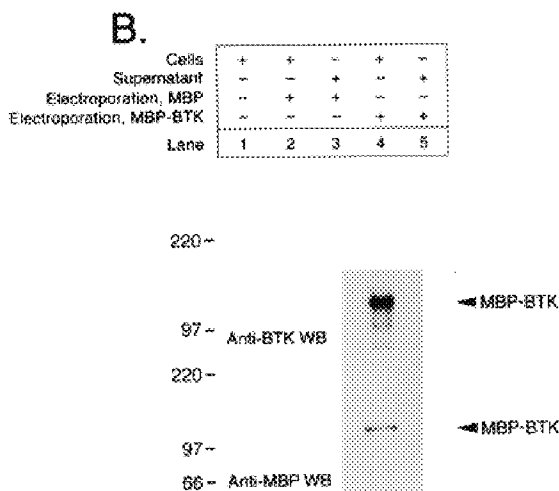 B.
Cells + + - + -
Supernatant - - + - +
Electroporation, MBP - + + - -
Electroporation, MBP-BTK - - - + +
Lane 1 2 3 4 5
220-
MBP-BTK
97- Anti-BTK WB
220-
MBP-BTK
97-
66- Anti-MBP WB